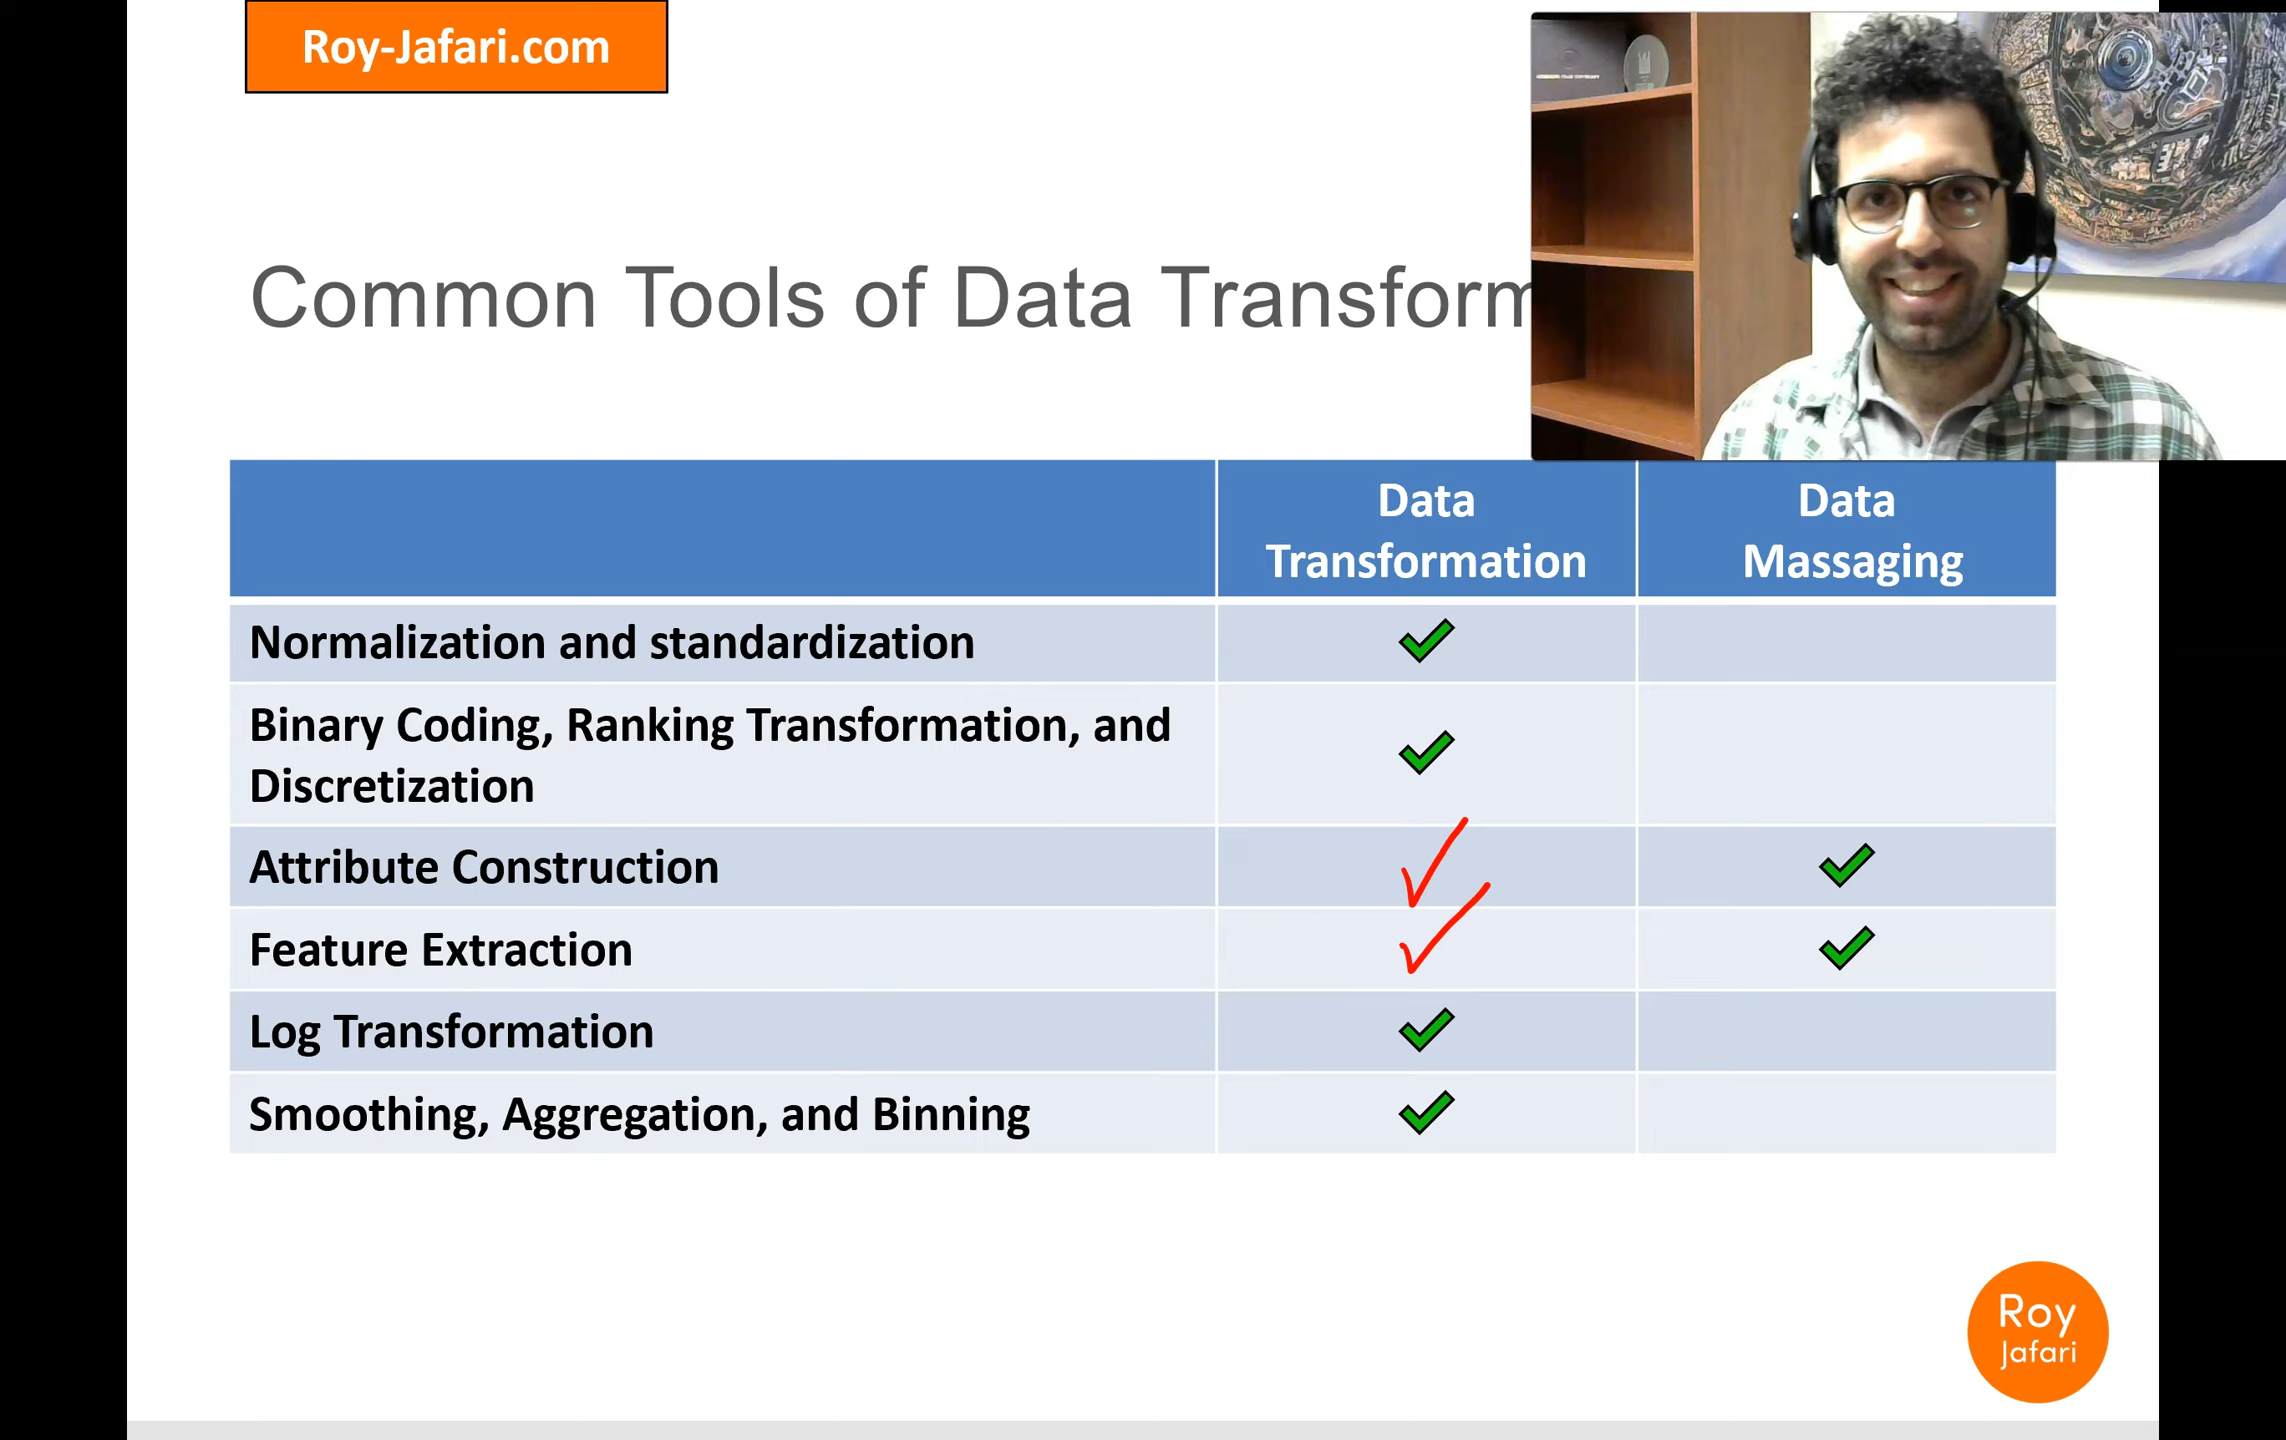 Roy-Jafari.com
Common Tools of Data Transform
Data
Transformation
Data
Massaging
Normalization and standardization
Binary Coding, Ranking Transformation, and
Discretization
Attribute Construction
Feature Extraction
Log Transformation
Smoothing, Aggregation, and Binning
Roy
Jafari